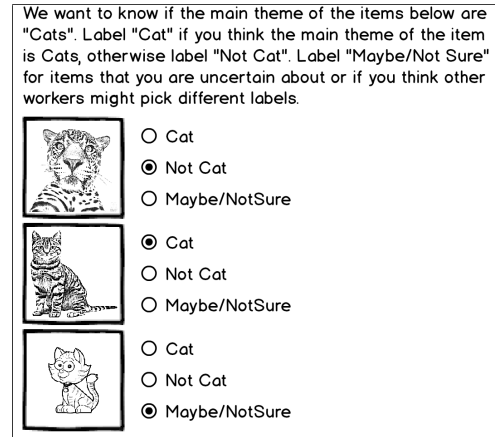 We want to know if the main theme of the items below are
"Cats". Label "Cat" if you think the main theme of the item
is Cats, otherwise label "Not Cat". Label "Maybe/Not Sure"
for items that you are uncertain about or if you think other
workers might pick different labels.
Cat
Not Cat
Maybe/NotSure
Cat
Not Cat
Maybe/NotSure
Cat
Not Cat
Maybe/NotSure